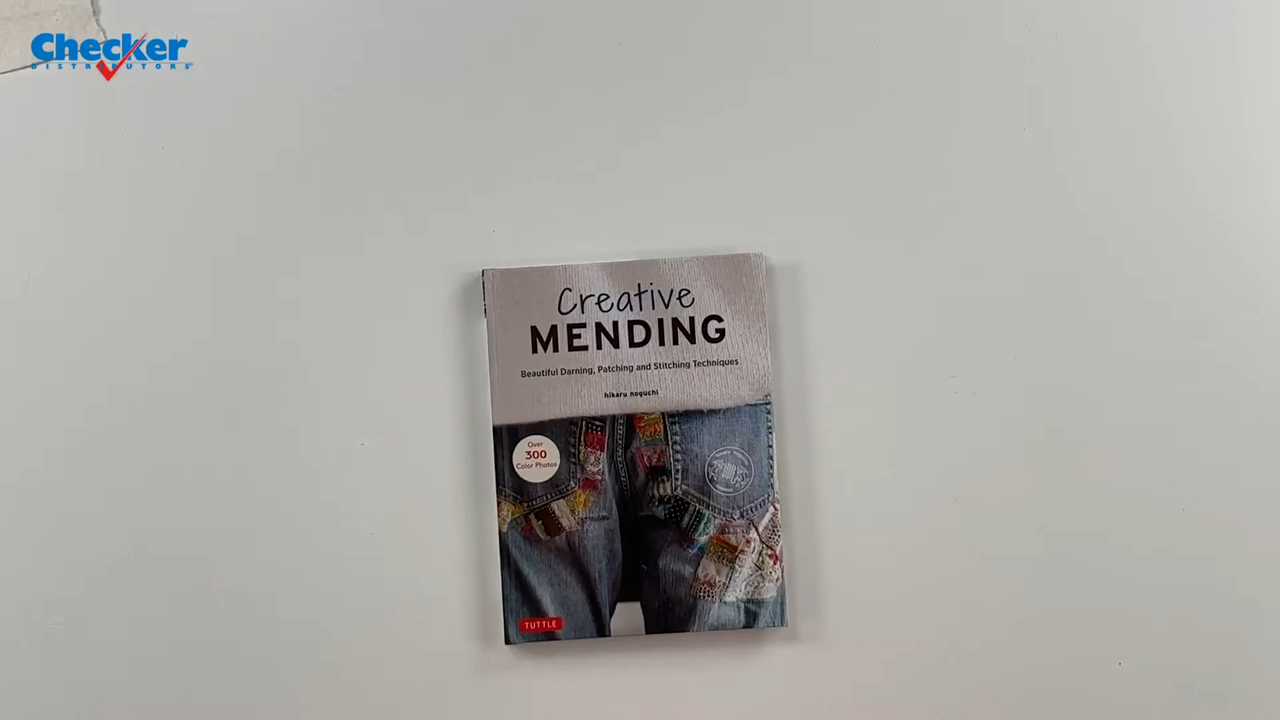 Checker
DISTRIBUTORS
Creative
MENDING
Beautiful Darning, Patching and Stitching Techniques
hikaru noguchi
Over
300
Color Photos
TUTTLE